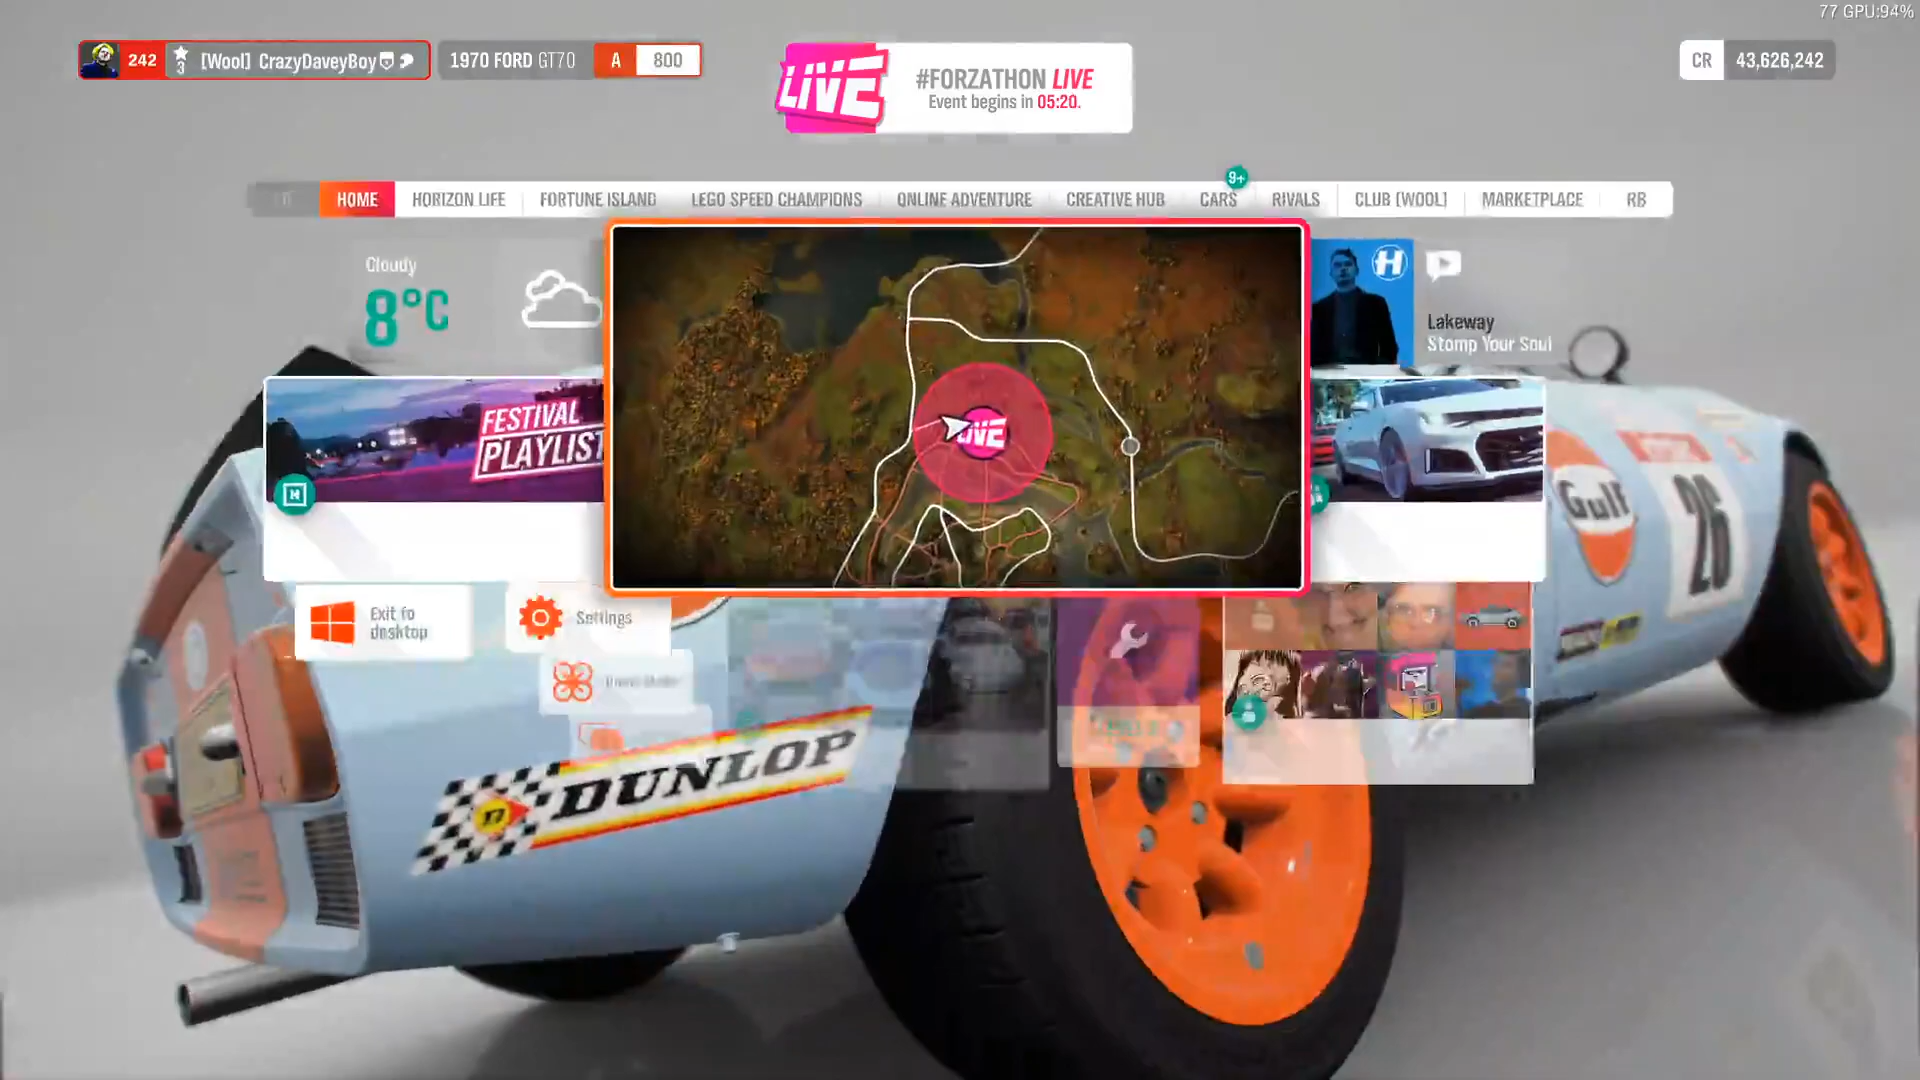 77 GPU:94%
242 3 [Wool] CrazyDaveyBoy
1970 FORD GT70 A 800
LIVE
#FORZATHON LIVE
Event begins in 05:20.
CR 43,626,242
9+
HOME HORIZON LIFE FORTUNE ISLAND LEGO SPEED CHAMPIONS ONLINE ADVENTURE CREATIVE HUB CARS RIVALS CLUB [WOOL] MARKETPLACE RB
Cloudy
8°C
LIVE
H
Lakeway
Stomp Your Soul
FESTIVAL
PLAYLIST
H
Gulf
26
Exit to
desktop
Settings
DUNLOP